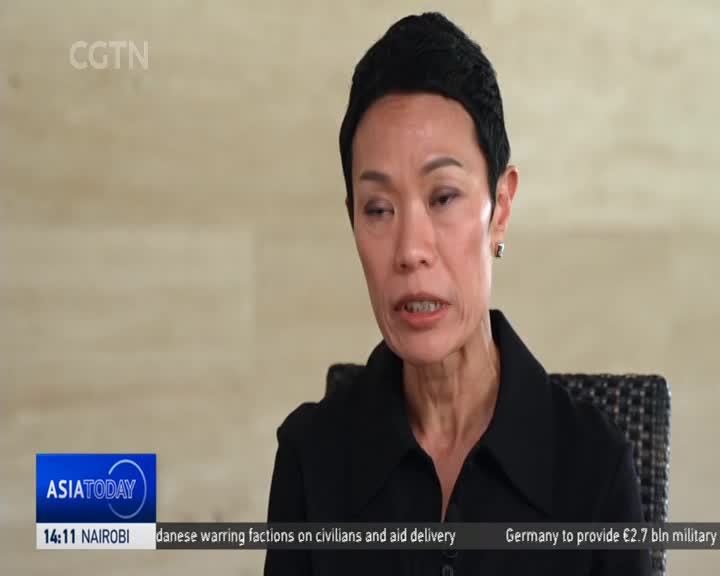 CGTN
ASIATODAY
14:11 NAIROBI
danese warring factions on civilians and aid delivery Germany to provide €2.7 bln military